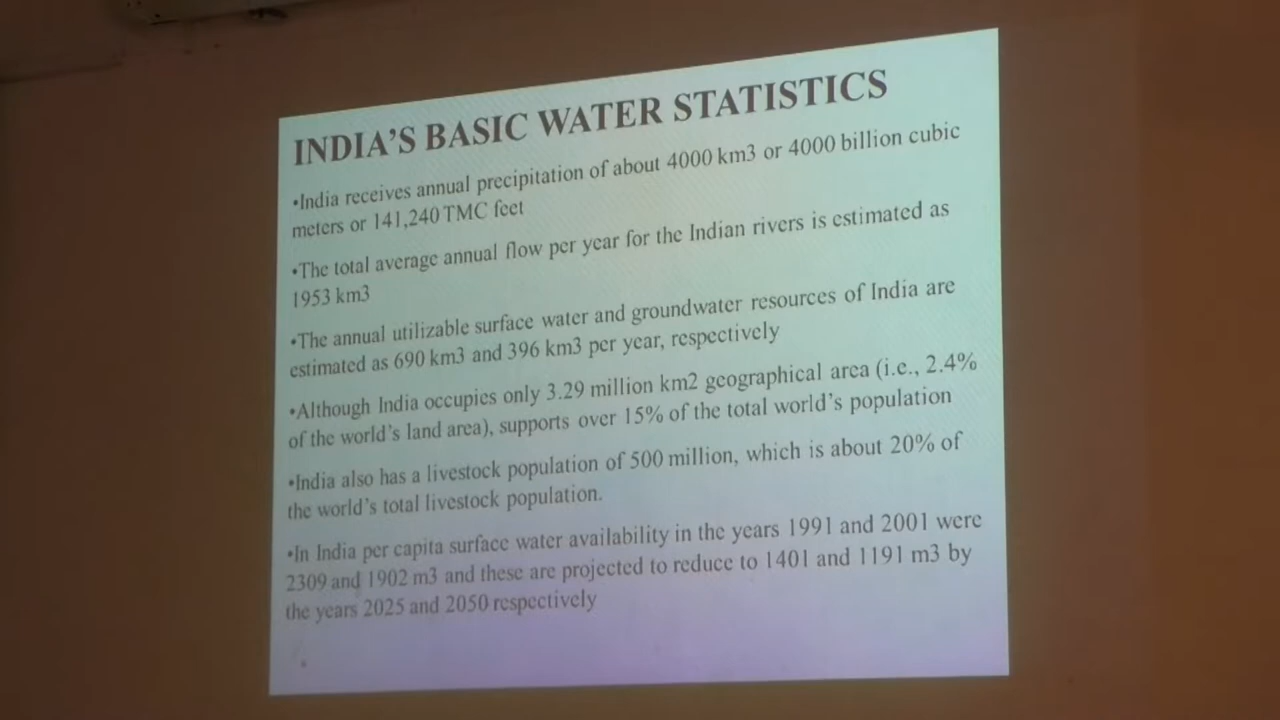 INDIA'S BASIC WATER STATISTICS
•India receives annual precipitation of about 4000 km3 or 4000 billion cubic
meters or 141,240 TMC feet
•The total average annual flow per year for the Indian rivers is estimated as
1953 km3
•The annual utilizable surface water and groundwater resources of India are
estimated as 690 km3 and 396 km3 per year, respectively
•Although India occupies only 3.29 million km2 geographical area (i.e., 2.4%
of the world's land area), supports over 15% of the total world's population
•India also has a livestock population of 500 million, which is about 20% of
the world's total livestock population.
•In India per capita surface water availability in the years 1991 and 2001 were
2309 and 1902 m3 and these are projected to reduce to 1401 and 1191 m3 by
the years 2025 and 2050 respectively